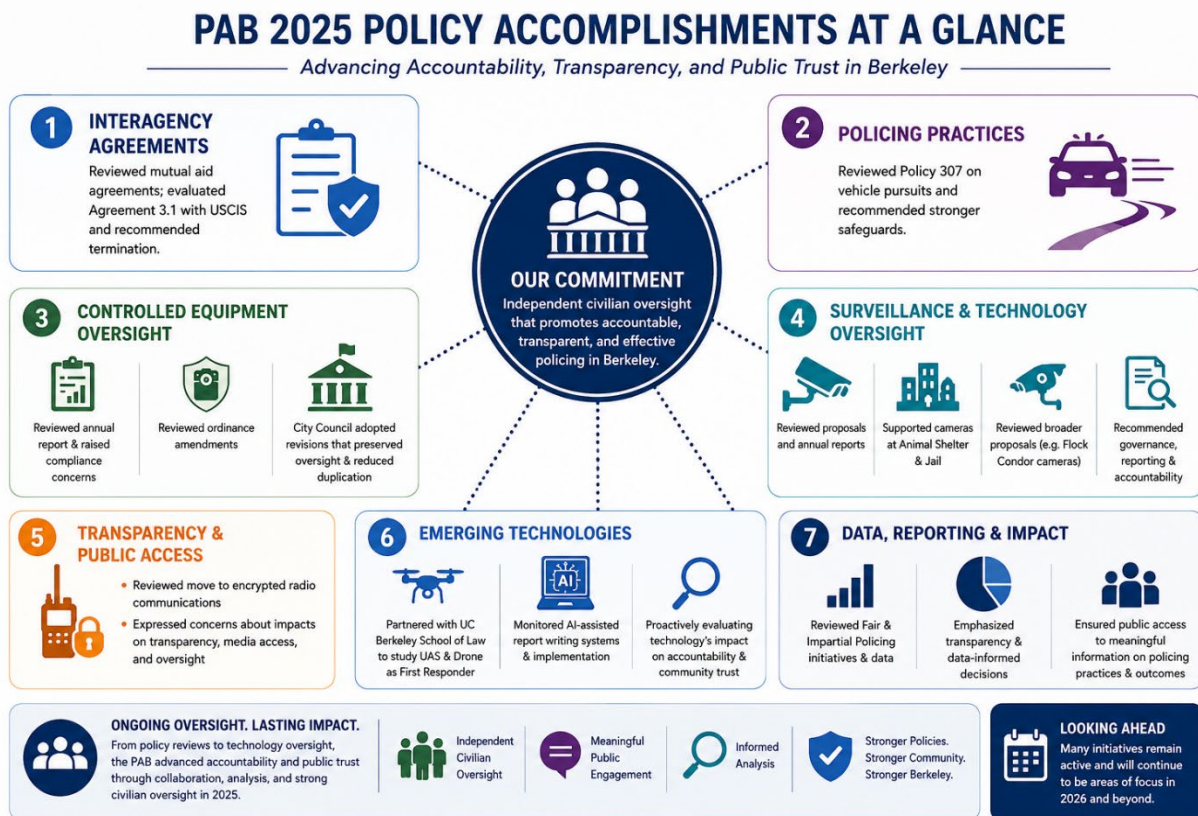 PAB 2025 POLICY ACCOMPLISHMENTS AT A GLANCE
Advancing Accountability, Transparency, and Public Trust in Berkeley
1
INTERAGENCY
AGREEMENTS
Reviewed mutual aid
agreements; evaluated
Agreement 3.1 with USCIS
and recommended
termination.
OUR COMMITMENT
Independent civilian oversight
that promotes accountable,
transparent, and effective
policing in Berkeley.
2
POLICING PRACTICES
Reviewed Policy 307 on
vehicle pursuits and
recommended stronger
safeguards.
3
CONTROLLED EQUIPMENT
OVERSIGHT
Reviewed annual
report & raised
compliance
concerns
Reviewed ordinance
amendments
City Council adopted
revisions that preserved
oversight & reduced
duplication
4
SURVEILLANCE & TECHNOLOGY
OVERSIGHT
Reviewed proposals
and annual reports
Supported cameras
at Animal Shelter
& Jail
Reviewed broader
proposals (e.g. Flock
Condor cameras)
Recommended
governance,
reporting &
accountability
5
TRANSPARENCY &
PUBLIC ACCESS
• Reviewed move to encrypted radio
communications
• Expressed concerns about impacts
on transparency, media access,
and oversight
6
EMERGING TECHNOLOGIES
Partnered with UC
Berkeley School of Law
to study UAS & Drone
as First Responder
AI
Monitored AI-assisted
report writing systems
& implementation
Proactively evaluating
technology's impact
on accountability &
community trust
7
DATA, REPORTING & IMPACT
Reviewed Fair &
Impartial Policing
initiatives & data
Emphasized
transparency &
data-informed
decisions
Ensured public access
to meaningful
information on policing
practices & outcomes
ONGOING OVERSIGHT. LASTING IMPACT.
From policy reviews to technology oversight,
the PAB advanced accountability and public trust
through collaboration, analysis, and strong
civilian oversight in 2025.
Independent
Civilian
Oversight
Meaningful
Public
Engagement
Informed
Analysis
Stronger Policies.
Stronger Community.
Stronger Berkeley.
LOOKING AHEAD
Many initiatives remain
active and will continue
to be areas of focus in
2026 and beyond.